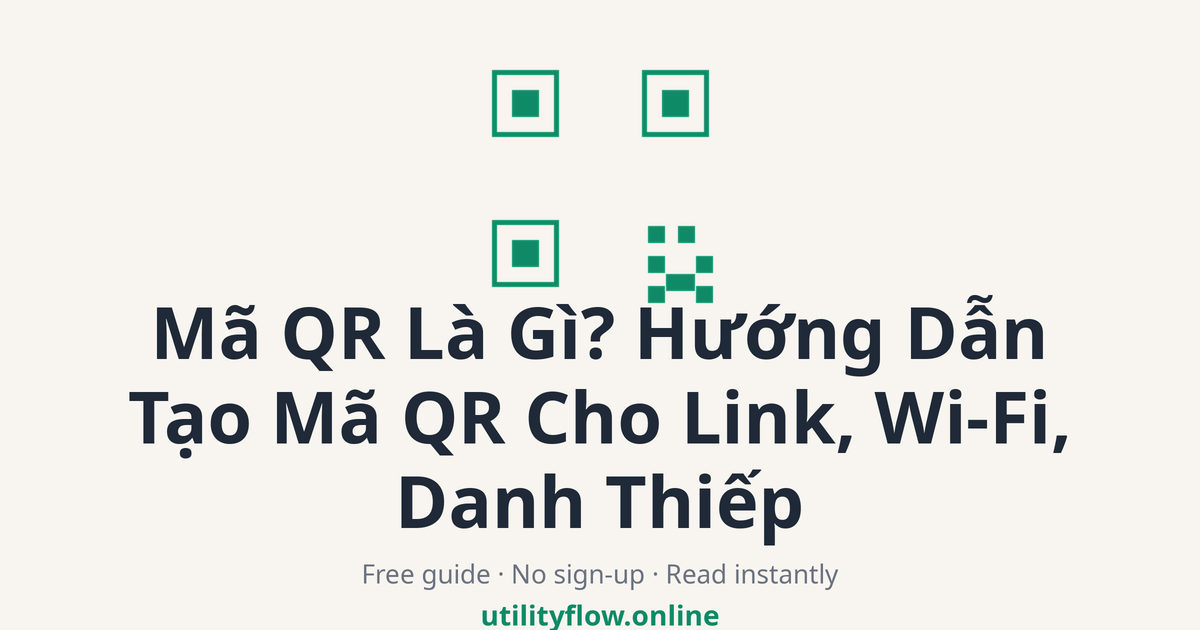 Mã QR Là Gì? Hướng Dẫn
Tạo Mã QR Cho Link, Wi-Fi,
Danh Thiếp
Free guide · No sign-up · Read instantly
utilityflow.online